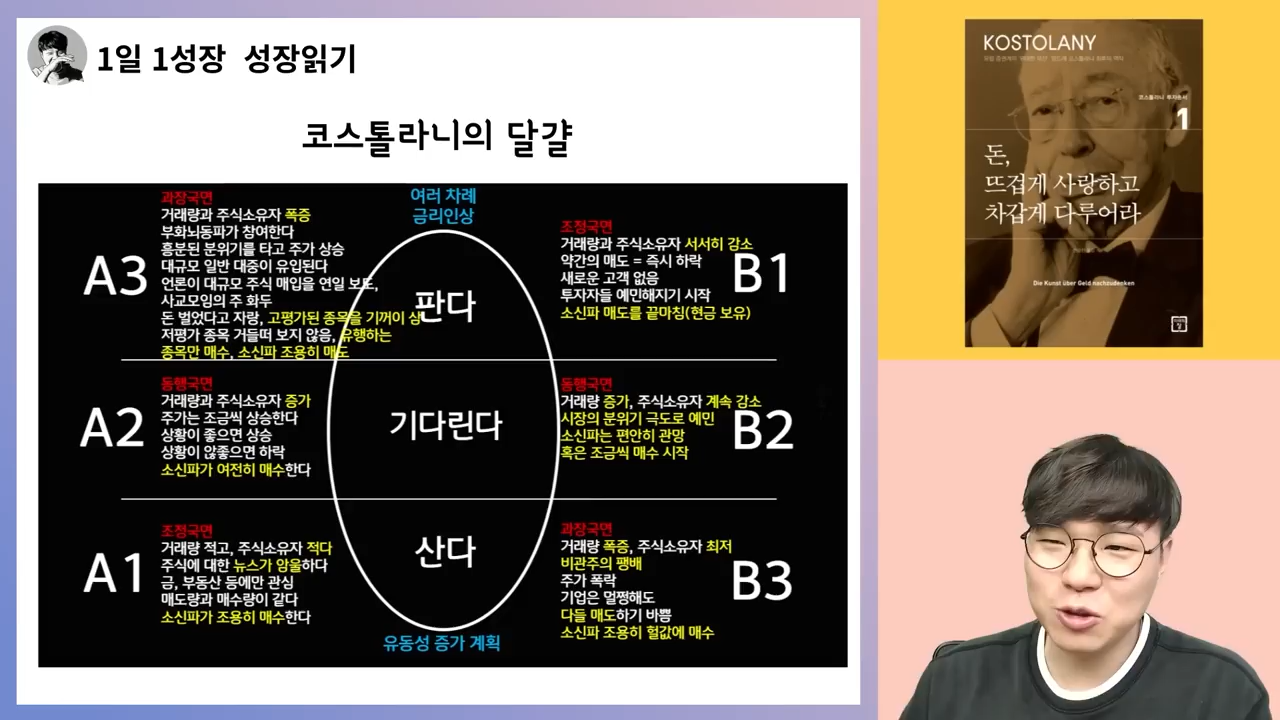 1일 1성장 성장읽기
코스톨라니의 달걀
여러 차례
금리인상
A3
과장국면
거래량과 주식소유자 폭증
부화뇌동파가 참여한다
흥분된 분위기를 타고 주가 상승
대규모 일반 대중이 유입된다
언론이 대규모 주식 매입을 연일 보도,
사교모임의 주 화두
돈 벌었다고 자랑, 고평가된 종목을 기꺼이 삼
저평가 종목 거들떠 보지 않음, 유행하는
종목만 매수, 소신파 조용히 매도
판다
조정국면
거래량과 주식소유자 서서히 감소
약간의 매도 = 즉시 하락
새로운 고객 없음
투자자들 예민해지기 시작
소신파 매도를 끝마침(현금 보유)
B1
A2
동행국면
거래량과 주식소유자 증가
주가는 조금씩 상승한다
상황이 좋으면 상승
상황이 않좋으면 하락
소신파가 여전히 매수한다
기다린다
동행국면
거래량 증가, 주식소유자 계속 감소
시장의 분위기 극도로 예민
소신파는 편안히 관망
혹은 조금씩 매수 시작
B2
A1
조정국면
거래량 적고, 주식소유자 적다
주식에 대한 뉴스가 암울하다
금, 부동산 등에만 관심
매도량과 매수량이 같다
소신파가 조용히 매수한다
산다
과장국면
거래량 폭증, 주식소유자 최저
비관주의 팽배
주가 폭락
기업은 멀쩡해도
다들 매도하기 바쁨
소신파 조용히 헐값에 매수
B3
유동성 증가 계획
KOSTOLANY
코스톨라니 투자총서
1
돈,
뜨겁게 사랑하고
차갑게 다루어라
Die Kunst über Geld nachzudenken